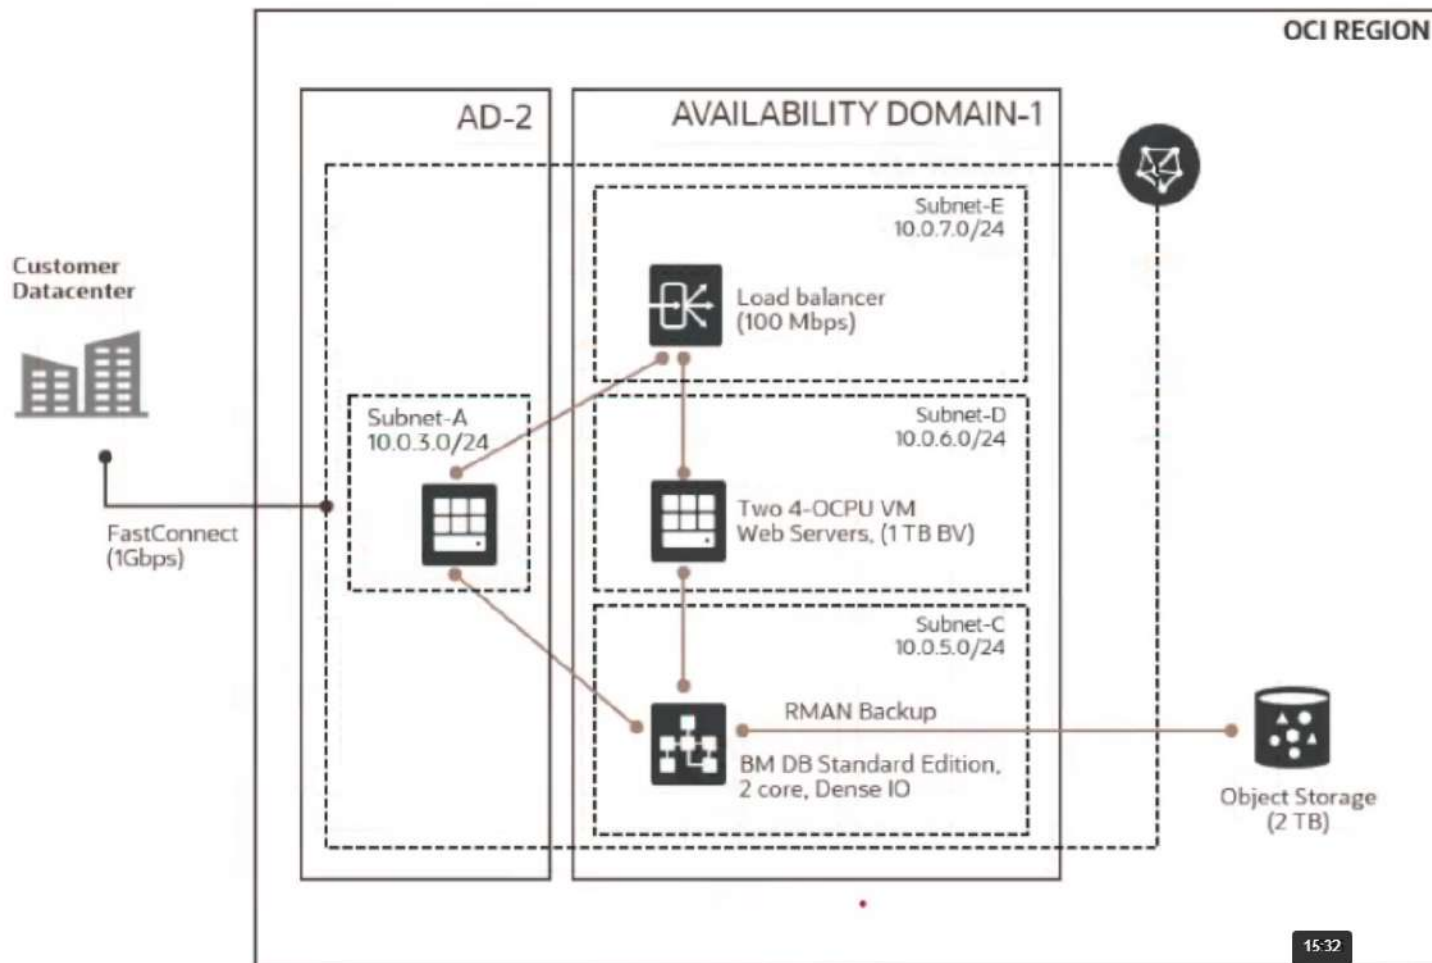 OCI REGION
AD-2
AVAILABILITY DOMAIN-1
Subnet-E
10.0.7.0/24
Customer
Datacenter
Load balancer
(100 Mbps)
Subnet-A
10.0.3.0/24
Subnet-D
10.0.6.0/24
FastConnect
(1Gbps)
Two 4-OCPU VM
Web Servers, (1 TB BV)
Subnet-C
10.0.5.0/24
RMAN Backup
BM DB Standard Edition,
2 core, Dense IO
Object Storage
(2 TB)
15:32